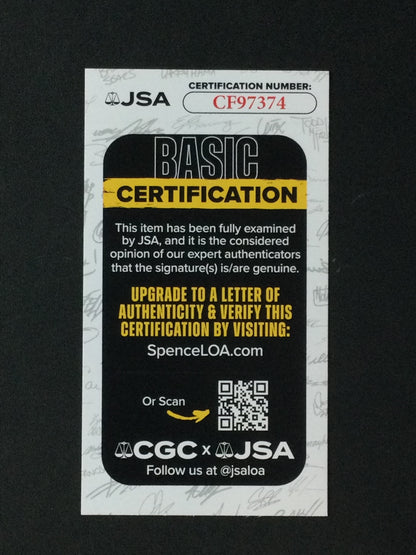 JSA
CERTIFICATION NUMBER:
CF97374
BASIC
CERTIFICATION
This item has been fully examined
by JSA, and it is the considered
opinion of our expert authenticators
that the signature(s) is/are genuine.
UPGRADE TO A LETTER OF
AUTHENTICITY & VERIFY THIS
CERTIFICATION BY VISITING:
SpenceLOA.com
Or Scan
CGC x JSA
Follow us at @jsaloa